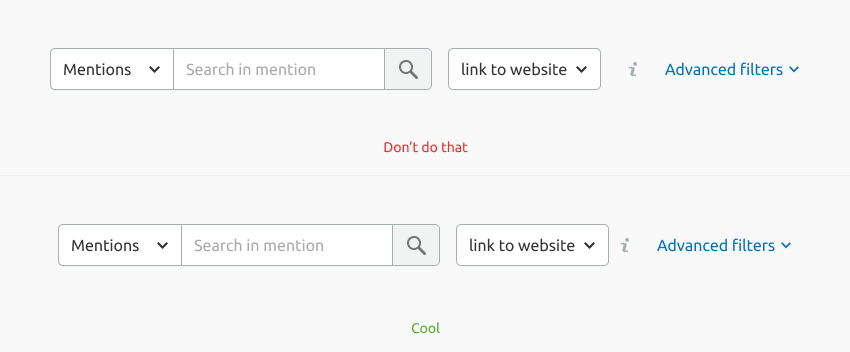 Mentions Search in mention link to website i Advanced filters
Don't do that
Mentions Search in mention link to website i Advanced filters
Cool